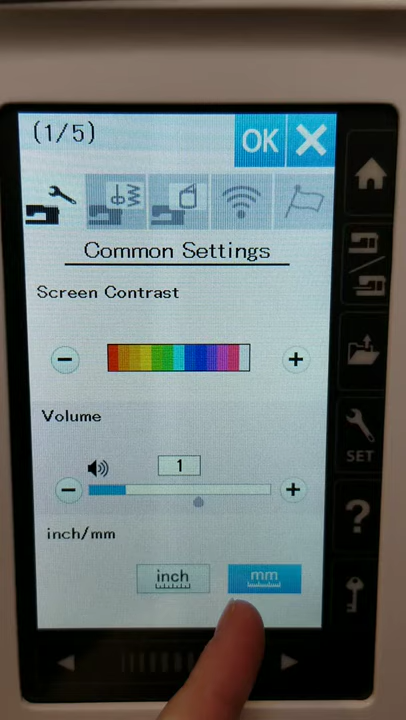 (1/5)
OK
Common Settings
Screen Contrast
Volume
1
SET
inch/mm
inch
mm
?